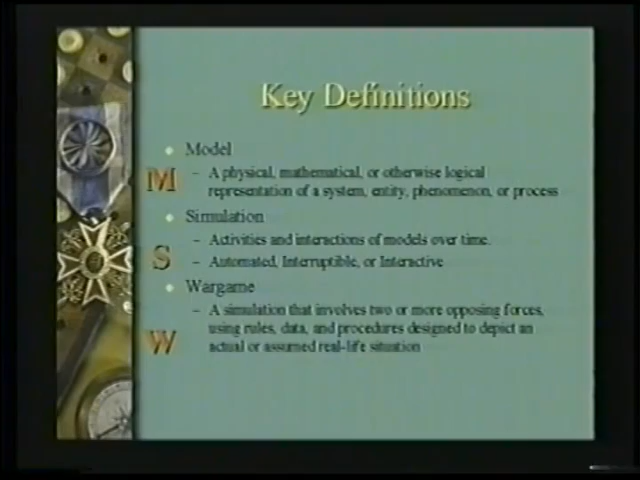 Key Definitions
Model
M
– A physical, mathematical, or otherwise logical
representation of a system, entity, phenomenon, or process
Simulation
– Activities and interactions of models over time.
S
– Automated, Interruptible, or Interactive
Wargame
– A simulation that involves two or more opposing forces,
using rules, data, and procedures designed to depict an
W
actual or assumed real-life situation